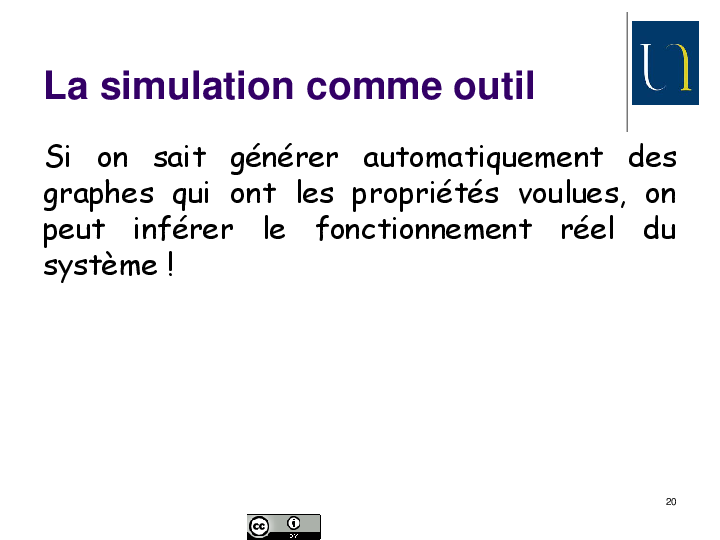 La simulation comme outil
Si on sait générer automatiquement des
graphes qui ont les propriétés voulues, on
peut inférer le fonctionnement réel du
système !
20
cc BY